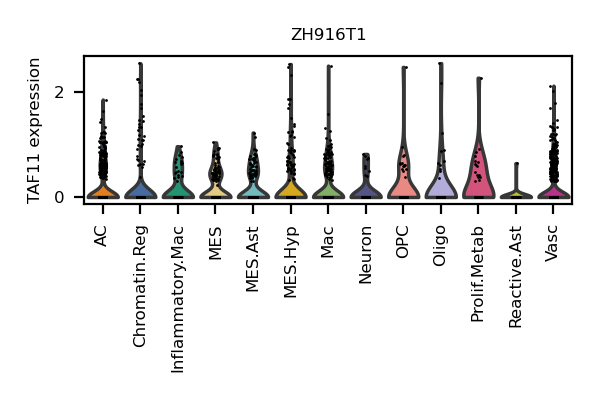 ZH916T1
TAF11 expression
2
0
AC
Chromatin.Reg
Inflammatory.Mac
MES
MES.Ast
MES.Hyp
Mac
Neuron
OPC
Oligo
Prolif.Metab
Reactive.Ast
Vasc